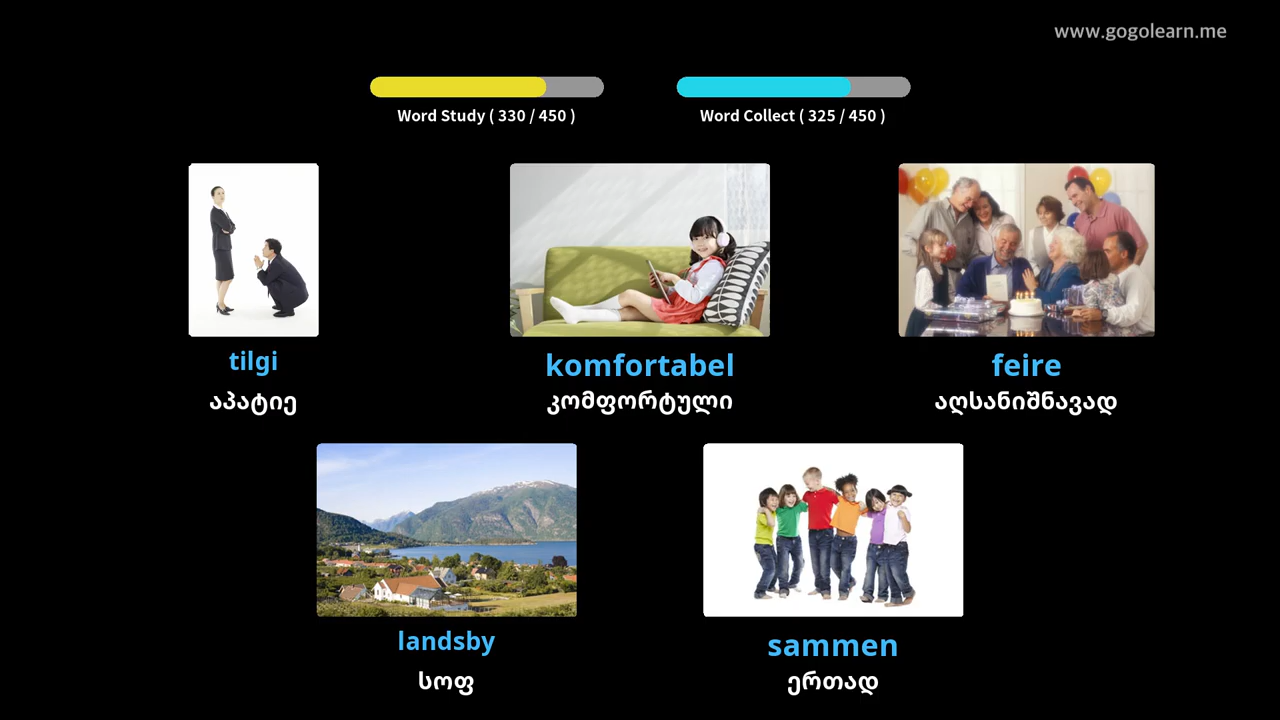 www.gogolearn.me
Word Study ( 330 / 450 )
Word Collect ( 325 / 450 )
tilgi
აპატიე
komfortabel
კომფორტული
feire
აღსანიშნავად
landsby
სოფ
sammen
ერთად